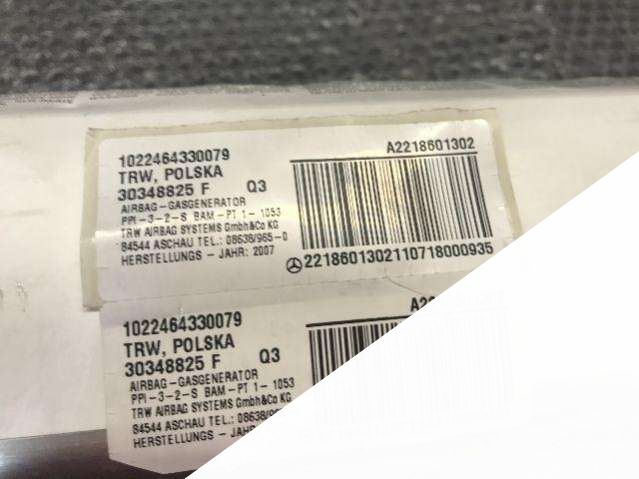 1022464330079
A2218601302
TRW, POLSKA
30348825 F Q3
AIRBAG-GASGENERATOR
PPI-3-2-S BAM-PT 1-1053
TRW AIRBAG SYSTEMS GmbH&Co KG
84544 ASCHAU TEL.: 08638/965-0
HERSTELLUNGS - JAHR: 2007
2218601302110718000935
1022464330079
TRW, POLSKA
30348825 F Q3
AIRBAG-GASGENERATOR
PPI-3-2-S BAM-PT 1-1053
TRW AIRBAG SYSTEMS GmbH&Co KG
84544 ASCHAU TEL.:
HERSTELLUNGS -